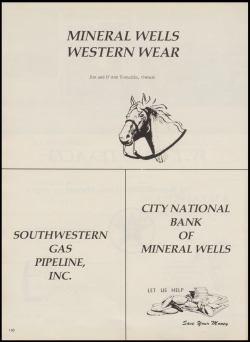 MINERAL WELLS
WESTERN WEAR
SOUTHWESTERN
GAS
PIPELINE,
INC.
CITY NATIONAL
BANK
OF
MINERAL WELLS
LET US HELP
Save Your Money